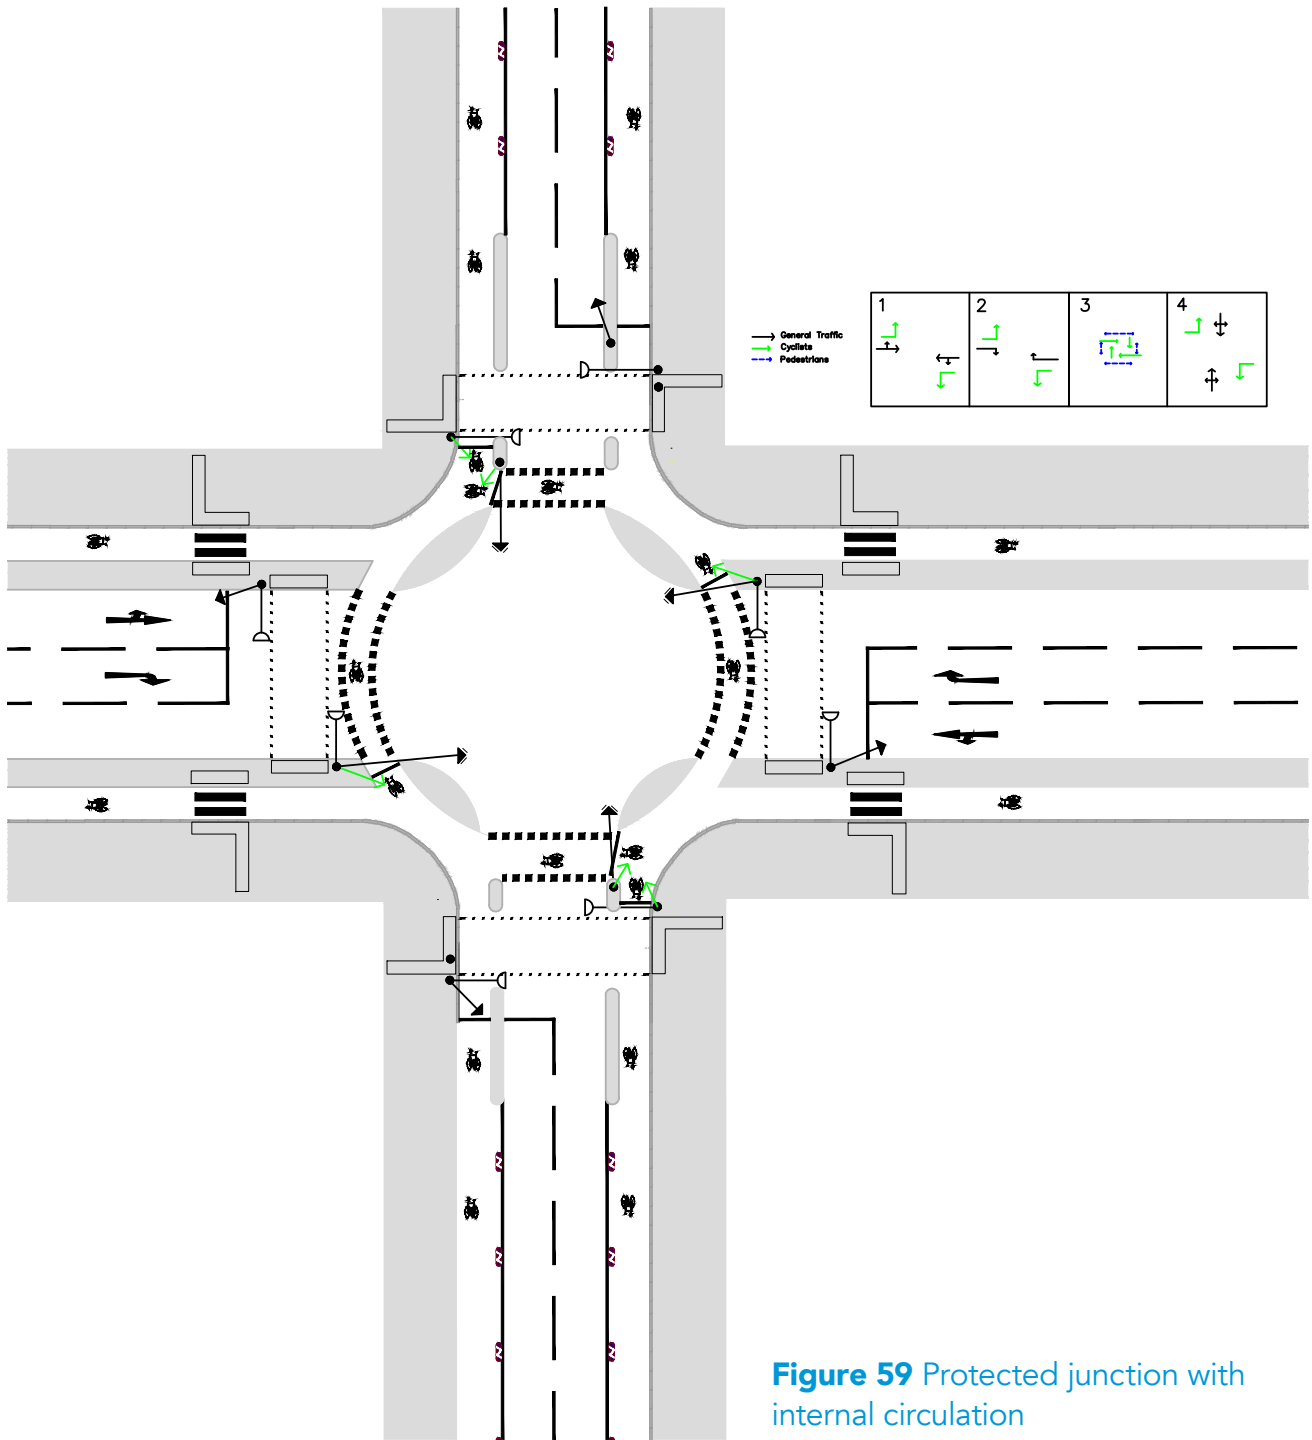 1
2
3
4
General Traffic
Cyclists
Pedestrians
Figure 59 Protected junction with
internal circulation